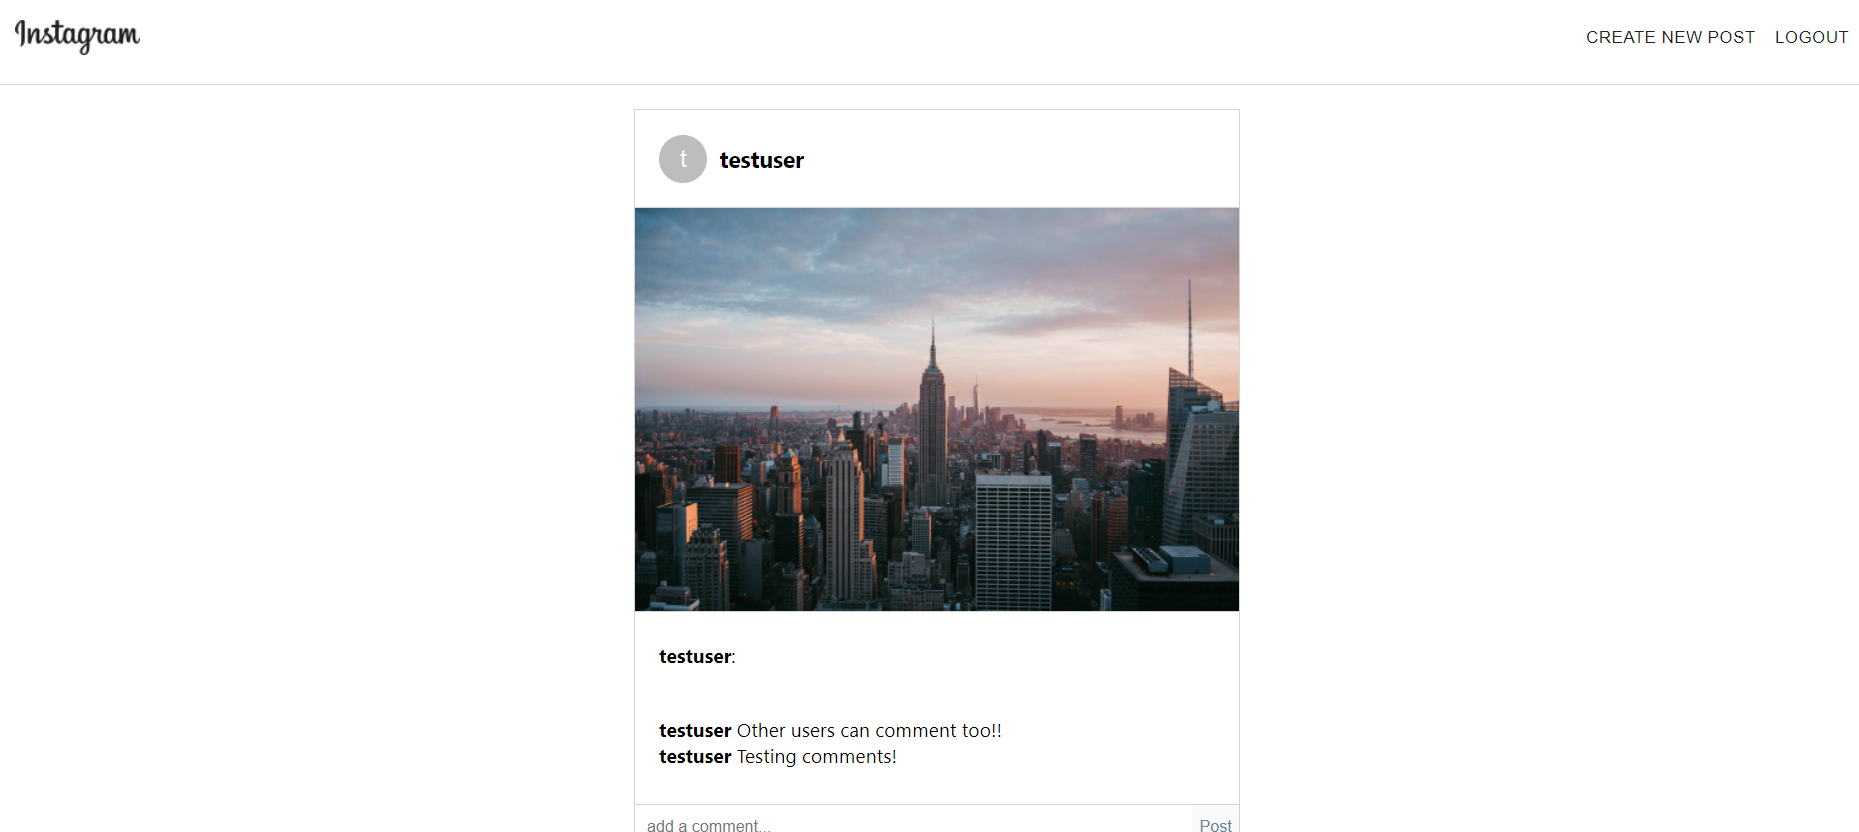 Instagram
CREATE NEW POST LOGOUT
t testuser
testuser:
testuser Other users can comment too!!
testuser Testing comments!
add a comment... Post